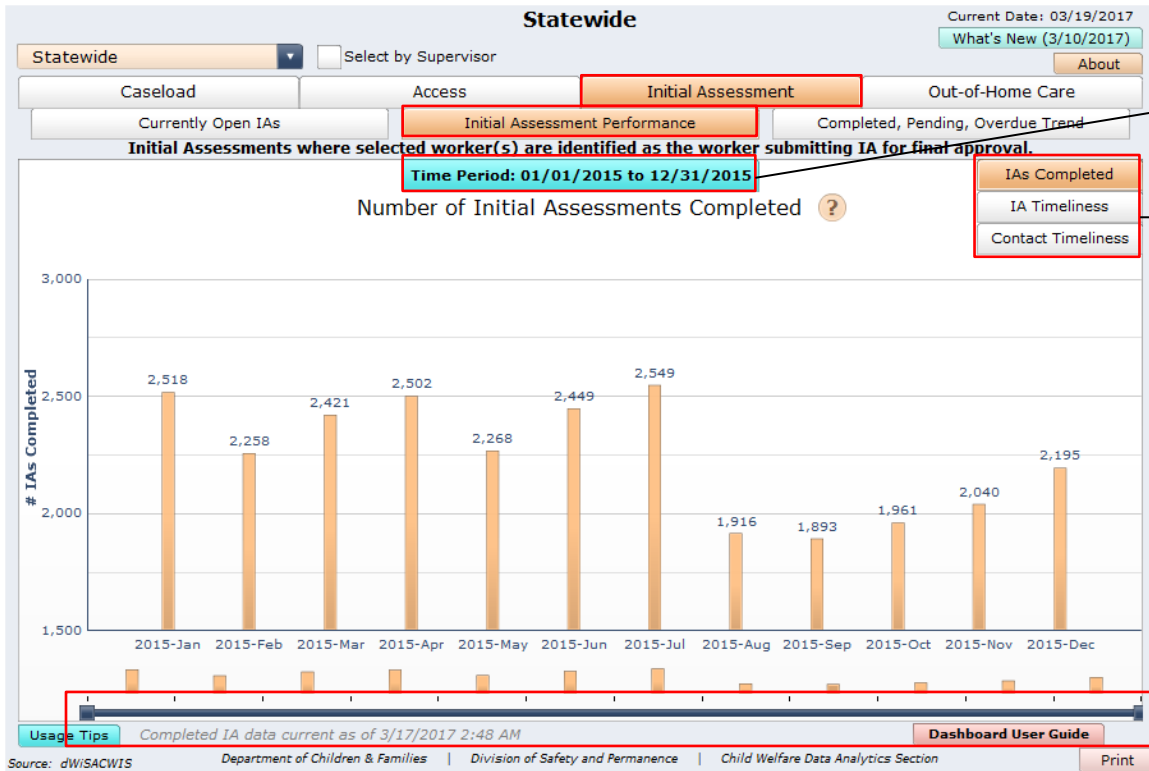 Statewide
Current Date: 03/19/2017
What's New (3/10/2017)
Statewide
Select by Supervisor
About
Caseload Access Initial Assessment Out-of-Home Care
Currently Open IAs Initial Assessment Performance Completed, Pending, Overdue Trend
Initial Assessments where selected worker(s) are identified as the worker submitting IA for final approval.
Time Period: 01/01/2015 to 12/31/2015
IAs Completed
Number of Initial Assessments Completed ?
IA Timeliness
Contact Timeliness
# IAs Completed
3,000
2,500
2,000
1,500
2,518 2,258 2,421 2,502 2,268 2,449 2,549 1,916 1,893 1,961 2,040 2,195
2015-Jan 2015-Feb 2015-Mar 2015-Apr 2015-May 2015-Jun 2015-Jul 2015-Aug 2015-Sep 2015-Oct 2015-Nov 2015-Dec
Usage Tips Completed IA data current as of 3/17/2017 2:48 AM Dashboard User Guide
Source: dWiSACWIS Department of Children & Families | Division of Safety and Permanence | Child Welfare Data Analytics Section Print